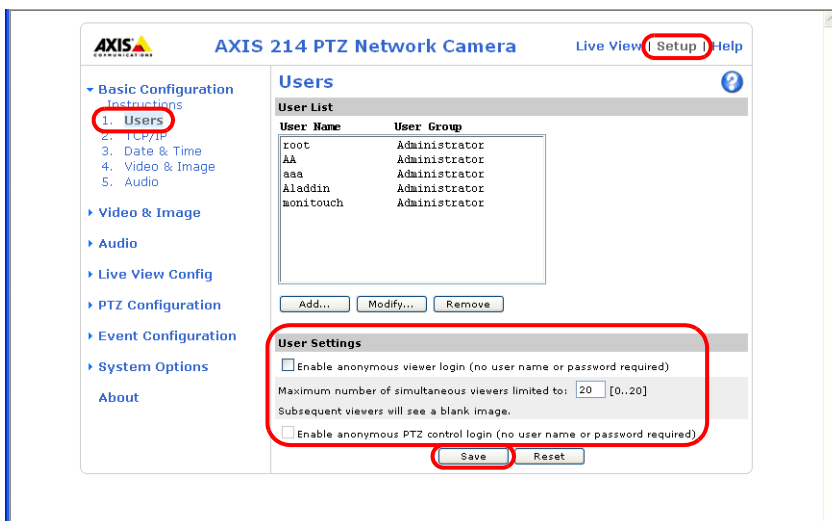 AXIS
COMMUNICATIONS
AXIS 214 PTZ Network Camera
Live View | Setup | Help
Basic Configuration
Instructions
1. Users
2. TCP/IP
3. Date & Time
4. Video & Image
5. Audio
Video & Image
Audio
Live View Config
PTZ Configuration
Event Configuration
System Options
About
Users
?
User List
User Name User Group
root Administrator
AA Administrator
aaa Administrator
Aladdin Administrator
monitouch Administrator
Add... Modify... Remove
User Settings
Enable anonymous viewer login (no user name or password required)
Maximum number of simultaneous viewers limited to: 20 [0..20]
Subsequent viewers will see a blank image.
Enable anonymous PTZ control login (no user name or password required)
Save Reset